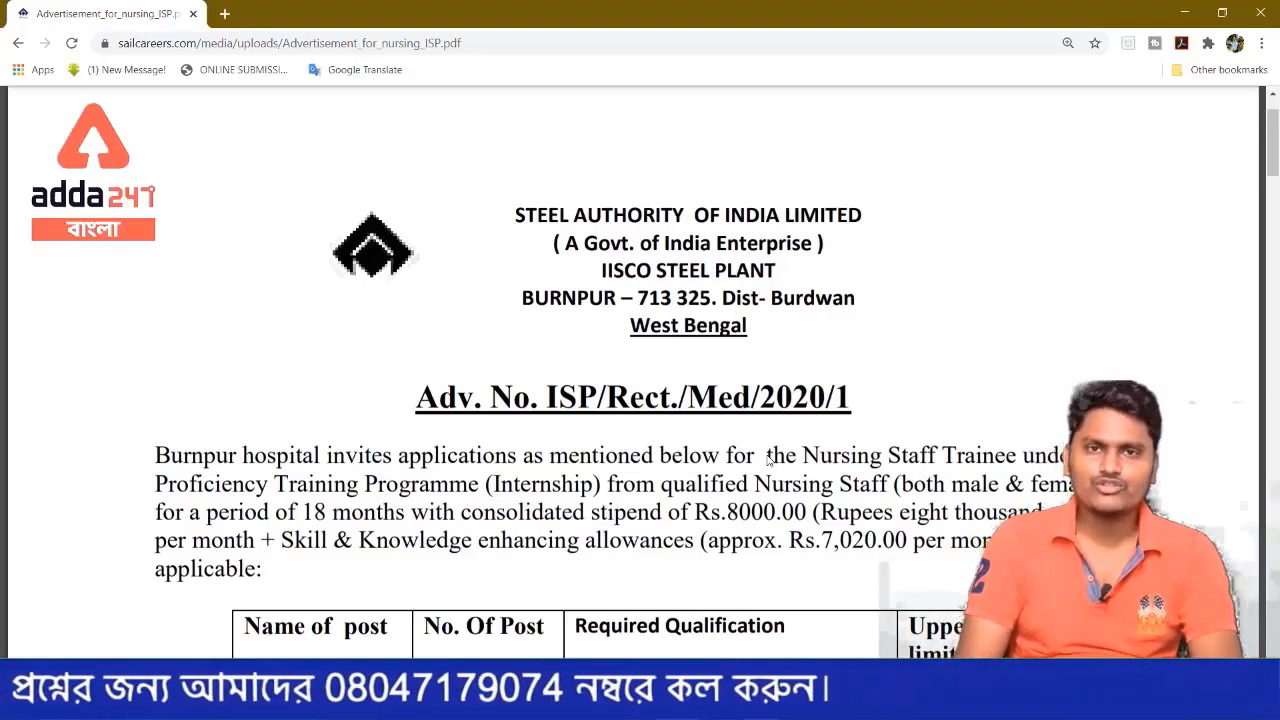 Advertisement_for_nursing_ISP.p
sailcareers.com/media/uploads/Advertisement_for_nursing_ISP.pdf
Apps
(1) New Message!
ONLINE SUBMISSI...
Google Translate
Other bookmarks
adda 247
বাংলা
STEEL AUTHORITY OF INDIA LIMITED
( A Govt. of India Enterprise )
IISCO STEEL PLANT
BURNPUR – 713 325. Dist- Burdwan
West Bengal
Adv. No. ISP/Rect./Med/2020/1
Burnpur hospital invites applications as mentioned below for the Nursing Staff Trainee
Proficiency Training Programme (Internship) from qualified Nursing Staff (both male &
for a period of 18 months with consolidated stipend of Rs.8000.00 (Rupees eight thousand
per month + Skill & Knowledge enhancing allowances (approx. Rs.7,020.00 per
applicable:
Name of post
No. Of Post
Required Qualification
প্রশ্নের জন্য আমাদের 08047179074 নম্বরে কল করুন।